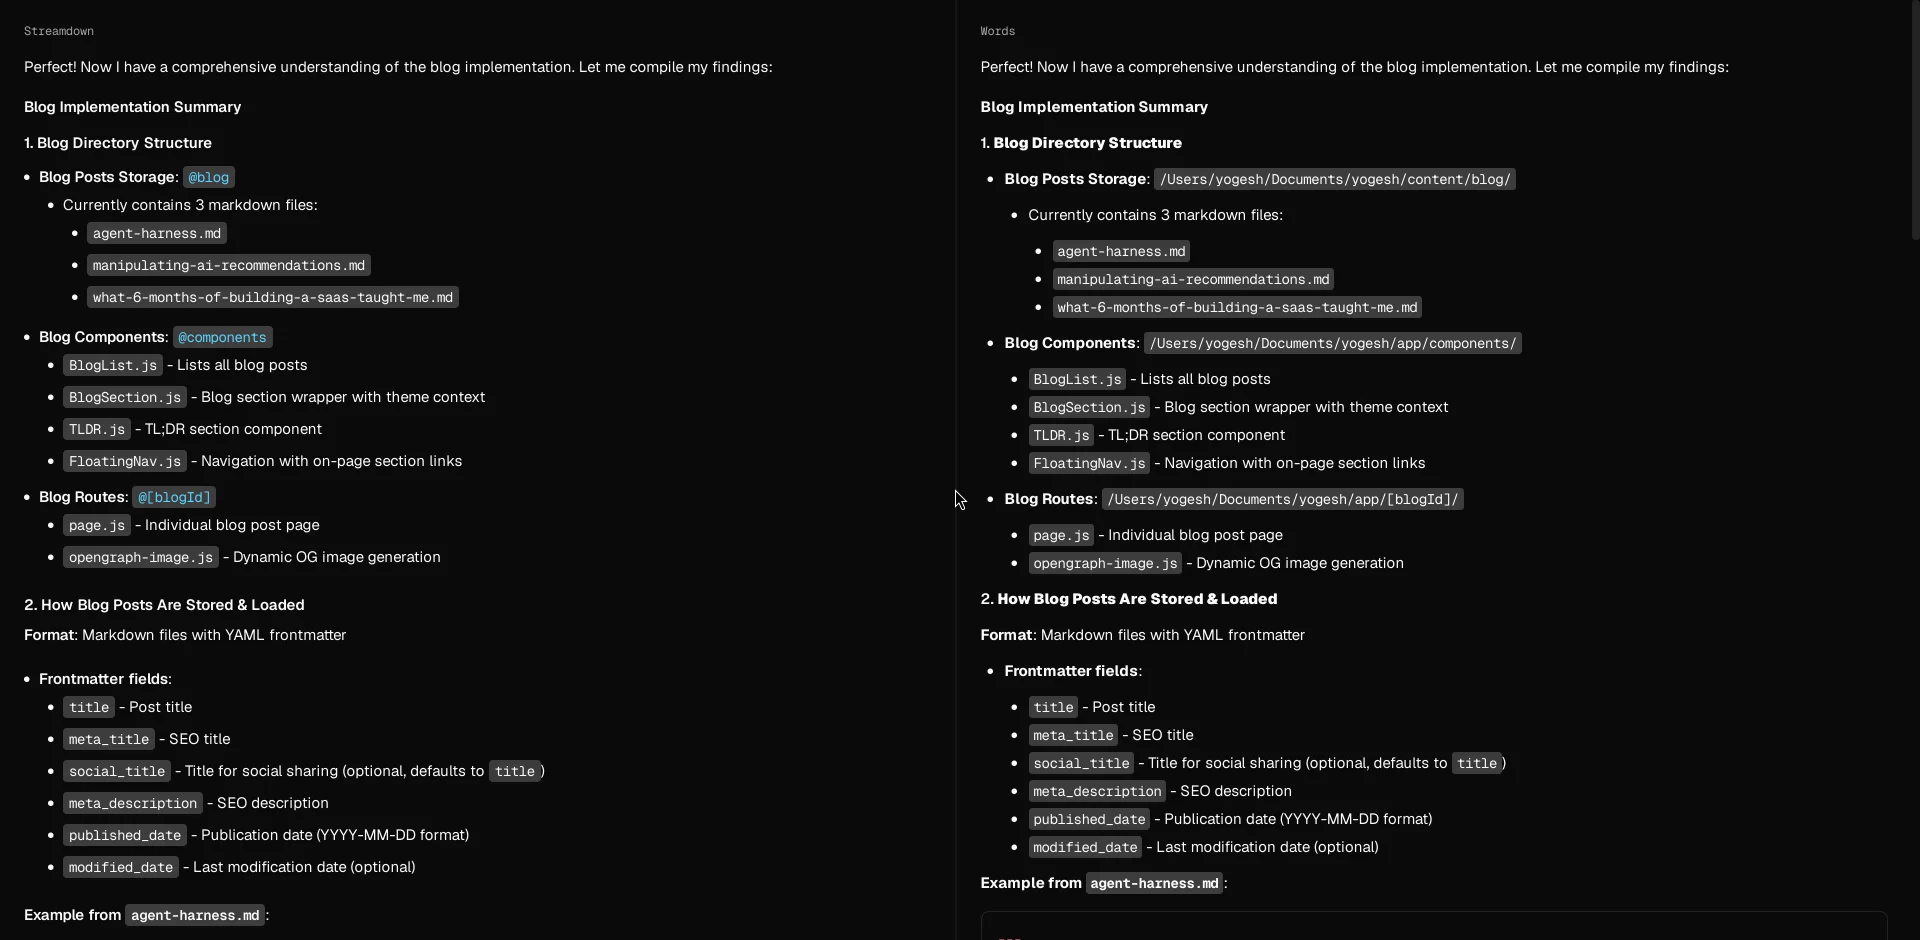 Streamdown
Perfect! Now I have a comprehensive understanding of the blog implementation. Let me compile my findings:
Blog Implementation Summary
1. Blog Directory Structure
• Blog Posts Storage: @blog
• Currently contains 3 markdown files:
• agent-harness.md
• manipulating-ai-recommendations.md
• what-6-months-of-building-a-saas-taught-me.md
• Blog Components: @components
• BlogList.js - Lists all blog posts
• BlogSection.js - Blog section wrapper with theme context
• TLDR.js - TL;DR section component
• FloatingNav.js - Navigation with on-page section links
• Blog Routes: @[blogId]
• page.js - Individual blog post page
• opengraph-image.js - Dynamic OG image generation
2. How Blog Posts Are Stored & Loaded
Format: Markdown files with YAML frontmatter
• Frontmatter fields:
• title - Post title
• meta_title - SEO title
• social_title - Title for social sharing (optional, defaults to title)
• meta_description - SEO description
• published_date - Publication date (YYYY-MM-DD format)
• modified_date - Last modification date (optional)
Example from agent-harness.md:
Words
Perfect! Now I have a comprehensive understanding of the blog implementation. Let me compile my findings:
Blog Implementation Summary
1. Blog Directory Structure
• Blog Posts Storage: /Users/yogesh/Documents/yogesh/content/blog/
• Currently contains 3 markdown files:
• agent-harness.md
• manipulating-ai-recommendations.md
• what-6-months-of-building-a-saas-taught-me.md
• Blog Components: /Users/yogesh/Documents/yogesh/app/components/
• BlogList.js - Lists all blog posts
• BlogSection.js - Blog section wrapper with theme context
• TLDR.js - TL;DR section component
• FloatingNav.js - Navigation with on-page section links
• Blog Routes: /Users/yogesh/Documents/yogesh/app/[blogId]/
• page.js - Individual blog post page
• opengraph-image.js - Dynamic OG image generation
2. How Blog Posts Are Stored & Loaded
Format: Markdown files with YAML frontmatter
• Frontmatter fields:
• title - Post title
• meta_title - SEO title
• social_title - Title for social sharing (optional, defaults to title)
• meta_description - SEO description
• published_date - Publication date (YYYY-MM-DD format)
• modified_date - Last modification date (optional)
Example from agent-harness.md: